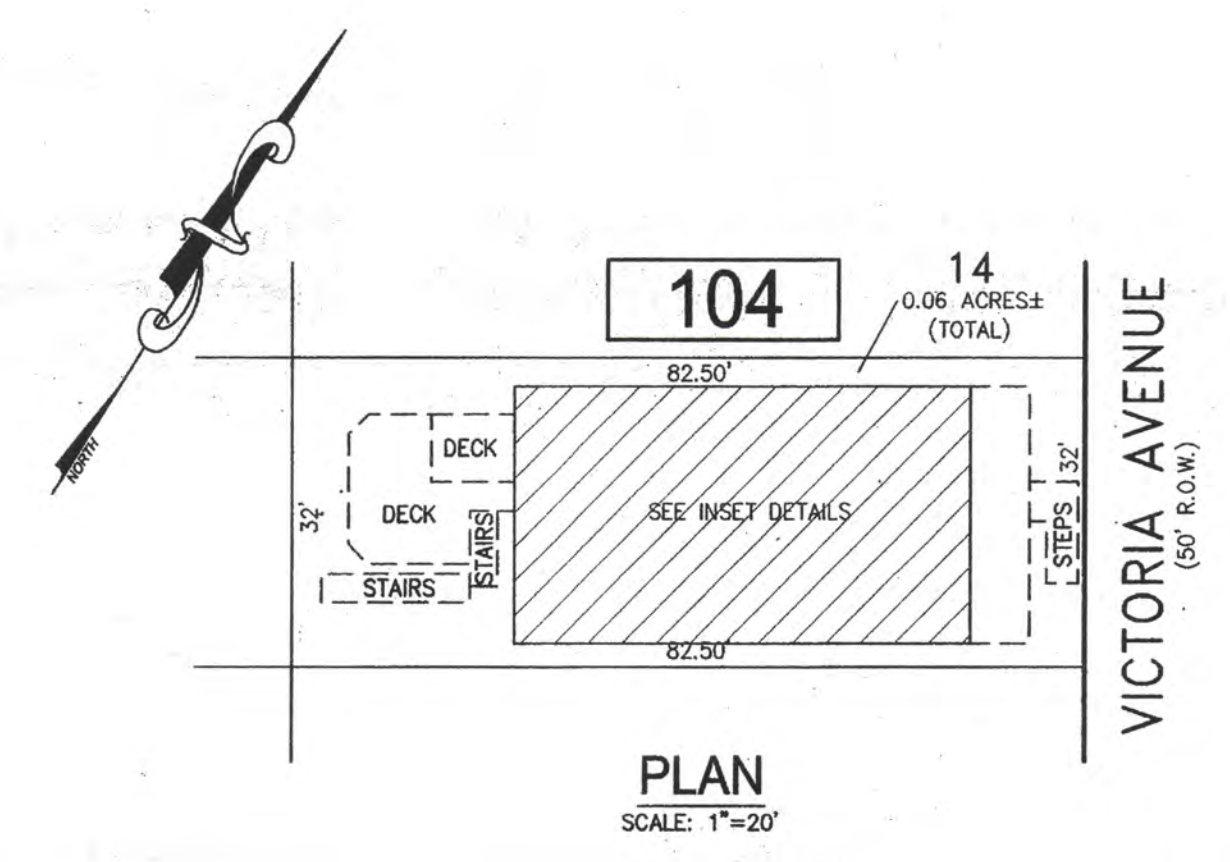 NORTH
104
14
0.06 ACRES±
(TOTAL)
82.50'
DECK
DECK
STAIRS
STAIRS
32'
SEE INSET DETAILS
STEPS
32'
82.50'
VICTORIA AVENUE
(50' R.O.W.)
PLAN
SCALE: 1"=20'